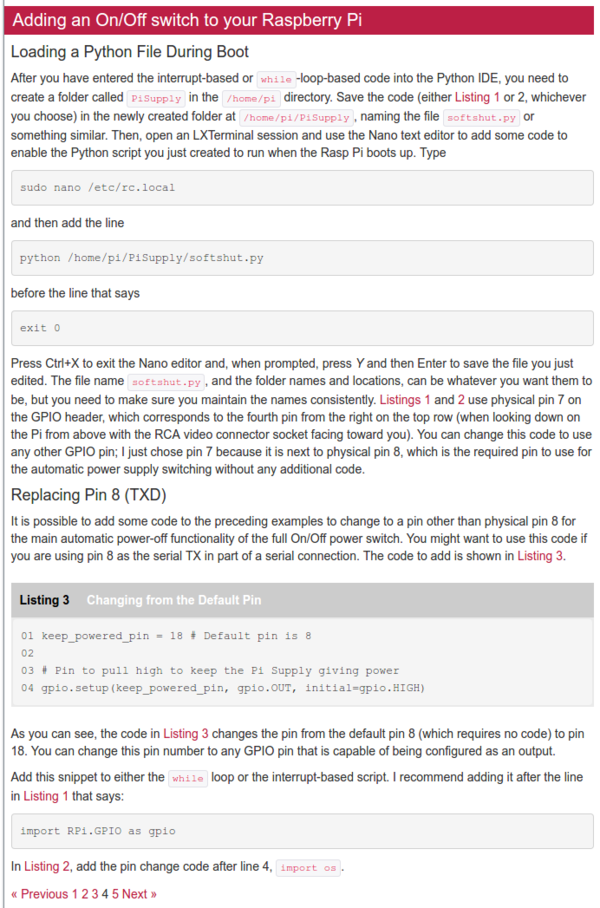 Adding an On/Off switch to your Raspberry Pi
Loading a Python File During Boot
After you have entered the interrupt-based or while -loop-based code into the Python IDE, you need to
create a folder called PiSupply in the /home/pi directory. Save the code (either Listing 1 or 2, whichever
you choose) in the newly created folder at /home/pi/PiSupply, naming the file softshut.py or
something similar. Then, open an LXTerminal session and use the Nano text editor to add some code to
enable the Python script you just created to run when the Rasp Pi boots up. Type
sudo nano /etc/rc.local
and then add the line
python /home/pi/PiSupply/softshut.py
before the line that says
exit 0
Press Ctrl+X to exit the Nano editor and, when prompted, press Y and then Enter to save the file you just
edited. The file name softshut.py, and the folder names and locations, can be whatever you want them to
be, but you need to make sure you maintain the names consistently. Listings 1 and 2 use physical pin 7 on
the GPIO header, which corresponds to the fourth pin from the right on the top row (when looking down on
the Pi from above with the RCA video connector socket facing toward you). You can change this code to use
any other GPIO pin; I just chose pin 7 because it is next to physical pin 8, which is the required pin to use for
the automatic power supply switching without any additional code.
Replacing Pin 8 (TXD)
It is possible to add some code to the preceding examples to change to a pin other than physical pin 8 for
the main automatic power-off functionality of the full On/Off power switch. You might want to use this code if
you are using pin 8 as the serial TX in part of a serial connection. The code to add is shown in Listing 3.
Listing 3 Changing from the Default Pin
01 keep_powered_pin = 18 # Default pin is 8
02
03 # Pin to pull high to keep the Pi Supply giving power
04 gpio.setup(keep_powered_pin, gpio.OUT, initial=gpio.HIGH)
As you can see, the code in Listing 3 changes the pin from the default pin 8 (which requires no code) to pin
18. You can change this pin number to any GPIO pin that is capable of being configured as an output.
Add this snippet to either the while loop or the interrupt-based script. I recommend adding it after the line
in Listing 1 that says:
import RPi.GPIO as gpio
In Listing 2, add the pin change code after line 4, import os.
« Previous 1 2 3 4 5 Next »